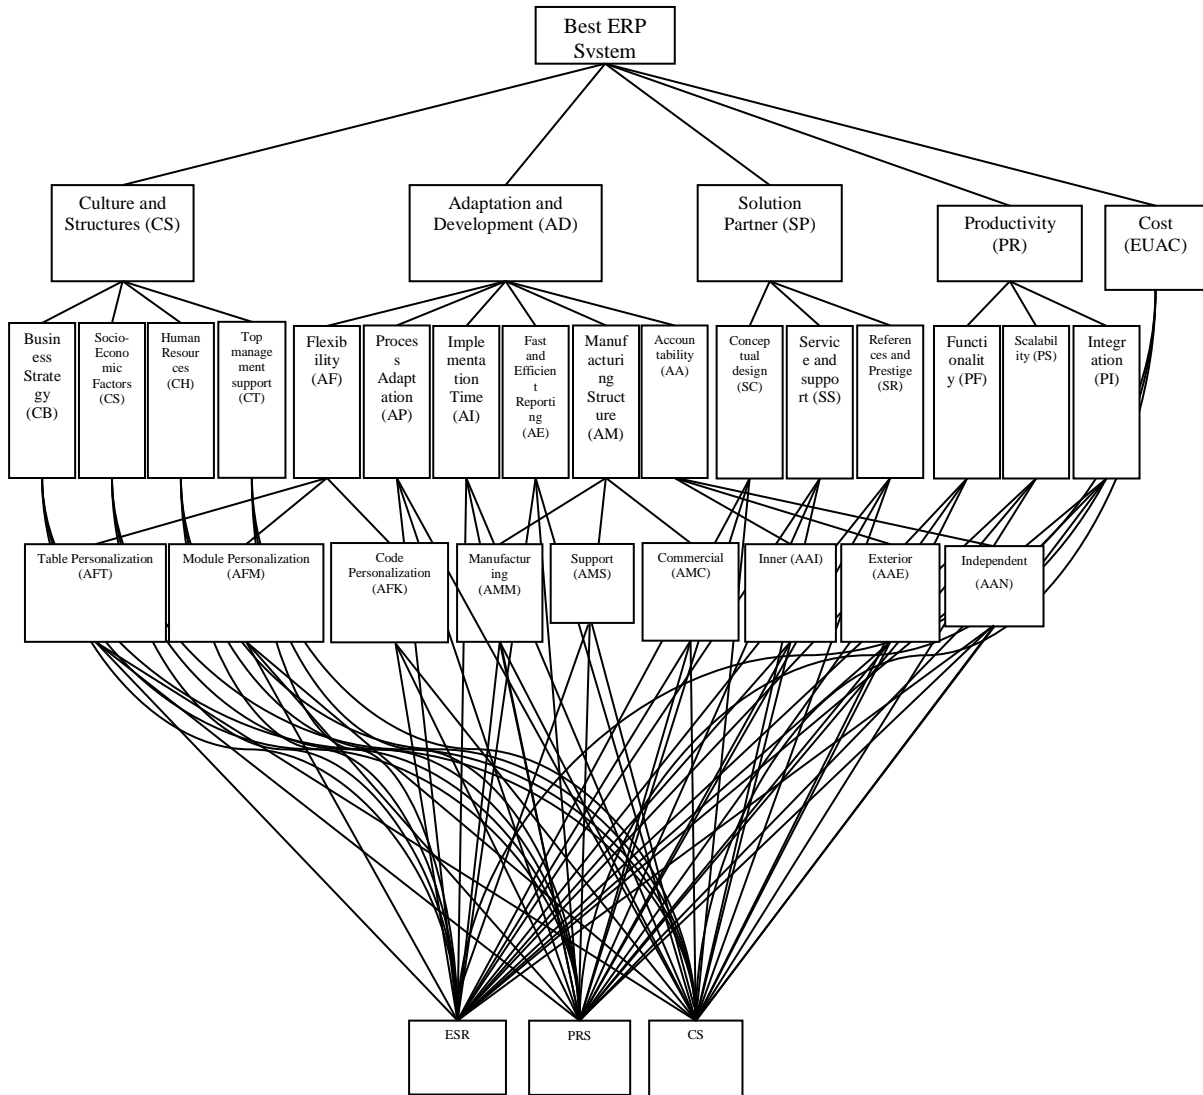 Best ERP
System
Culture and
Structures (CS)
Adaptation and
Development (AD)
Solution
Partner (SP)
Productivity
(PR)
Cost
(EUAC)
Busin
ess
Strate
gy
(CB)
Socio-
Econo
mic
Factors
(CS)
Human
Resour
ces
(CH)
Top
manage
ment
support
(CT)
Flexi
bility
(AF)
Proces
s
Adapt
ation
(AP)
Imple
mentat
ion
Time
(AI)
Fast
and
Efficien
t
Reporti
ng
(AE)
Manuf
acturi
ng
Struct
ure
(AM)
Accoun
tability
(AA)
Concep
tual
design
(SC)
Servic
e and
suppo
rt (SS)
Referen
ces and
Prestige
(SR)
Functi
onalit
y (PF)
Scalabil
ity (PS)
Integr
ation
(PI)
Table Personalization
(AFT)
Module Personalization
(AFM)
Code
Personalization
(AFK)
Manufactur
ing
(AMM)
Support
(AMS)
Commercial
(AMC)
Inner (AAI)
Exterior
(AAE)
Independent
(AAN)
ESR
PRS
CS